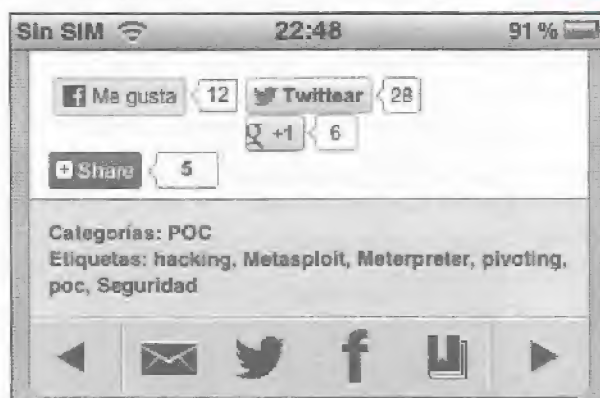 Sin SIM 22:48 91 %
Me gusta 12 Twittear 28
+1 6
Share 5
Categorías: POC
Etiquetas: hacking, Metasploit, Meterpreter, pivoting,
poc, Seguridad